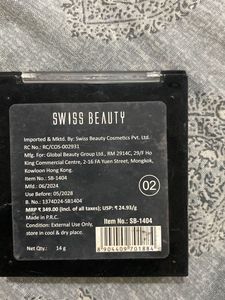 SWISS BEAUTY
Imported & Mktd. By: Swiss Beauty Cosmetics Pvt. Ltd.
RC No.: RC/COS-002931
Mfg. For: Global Beauty Group Ltd., RM 2914C, 29/F Ho
King Commercial Centre, 2-16 FA Yuen Street, Mongkok,
Kowloon Hong Kong.
Item No.: SB-1404
Mfd.: 06/2024
Use Before: 05/2028
B. No.: 1374D24-SB1404
MRP ₹ 349.00 (Incl. of all taxes); USP: ₹ 24.93/g
Made in P.R.C.
Condition: External Use Only,
store in cool & dry place.
Net Qty.: 14 g
02
Item No.: SB-1404
8904409701884